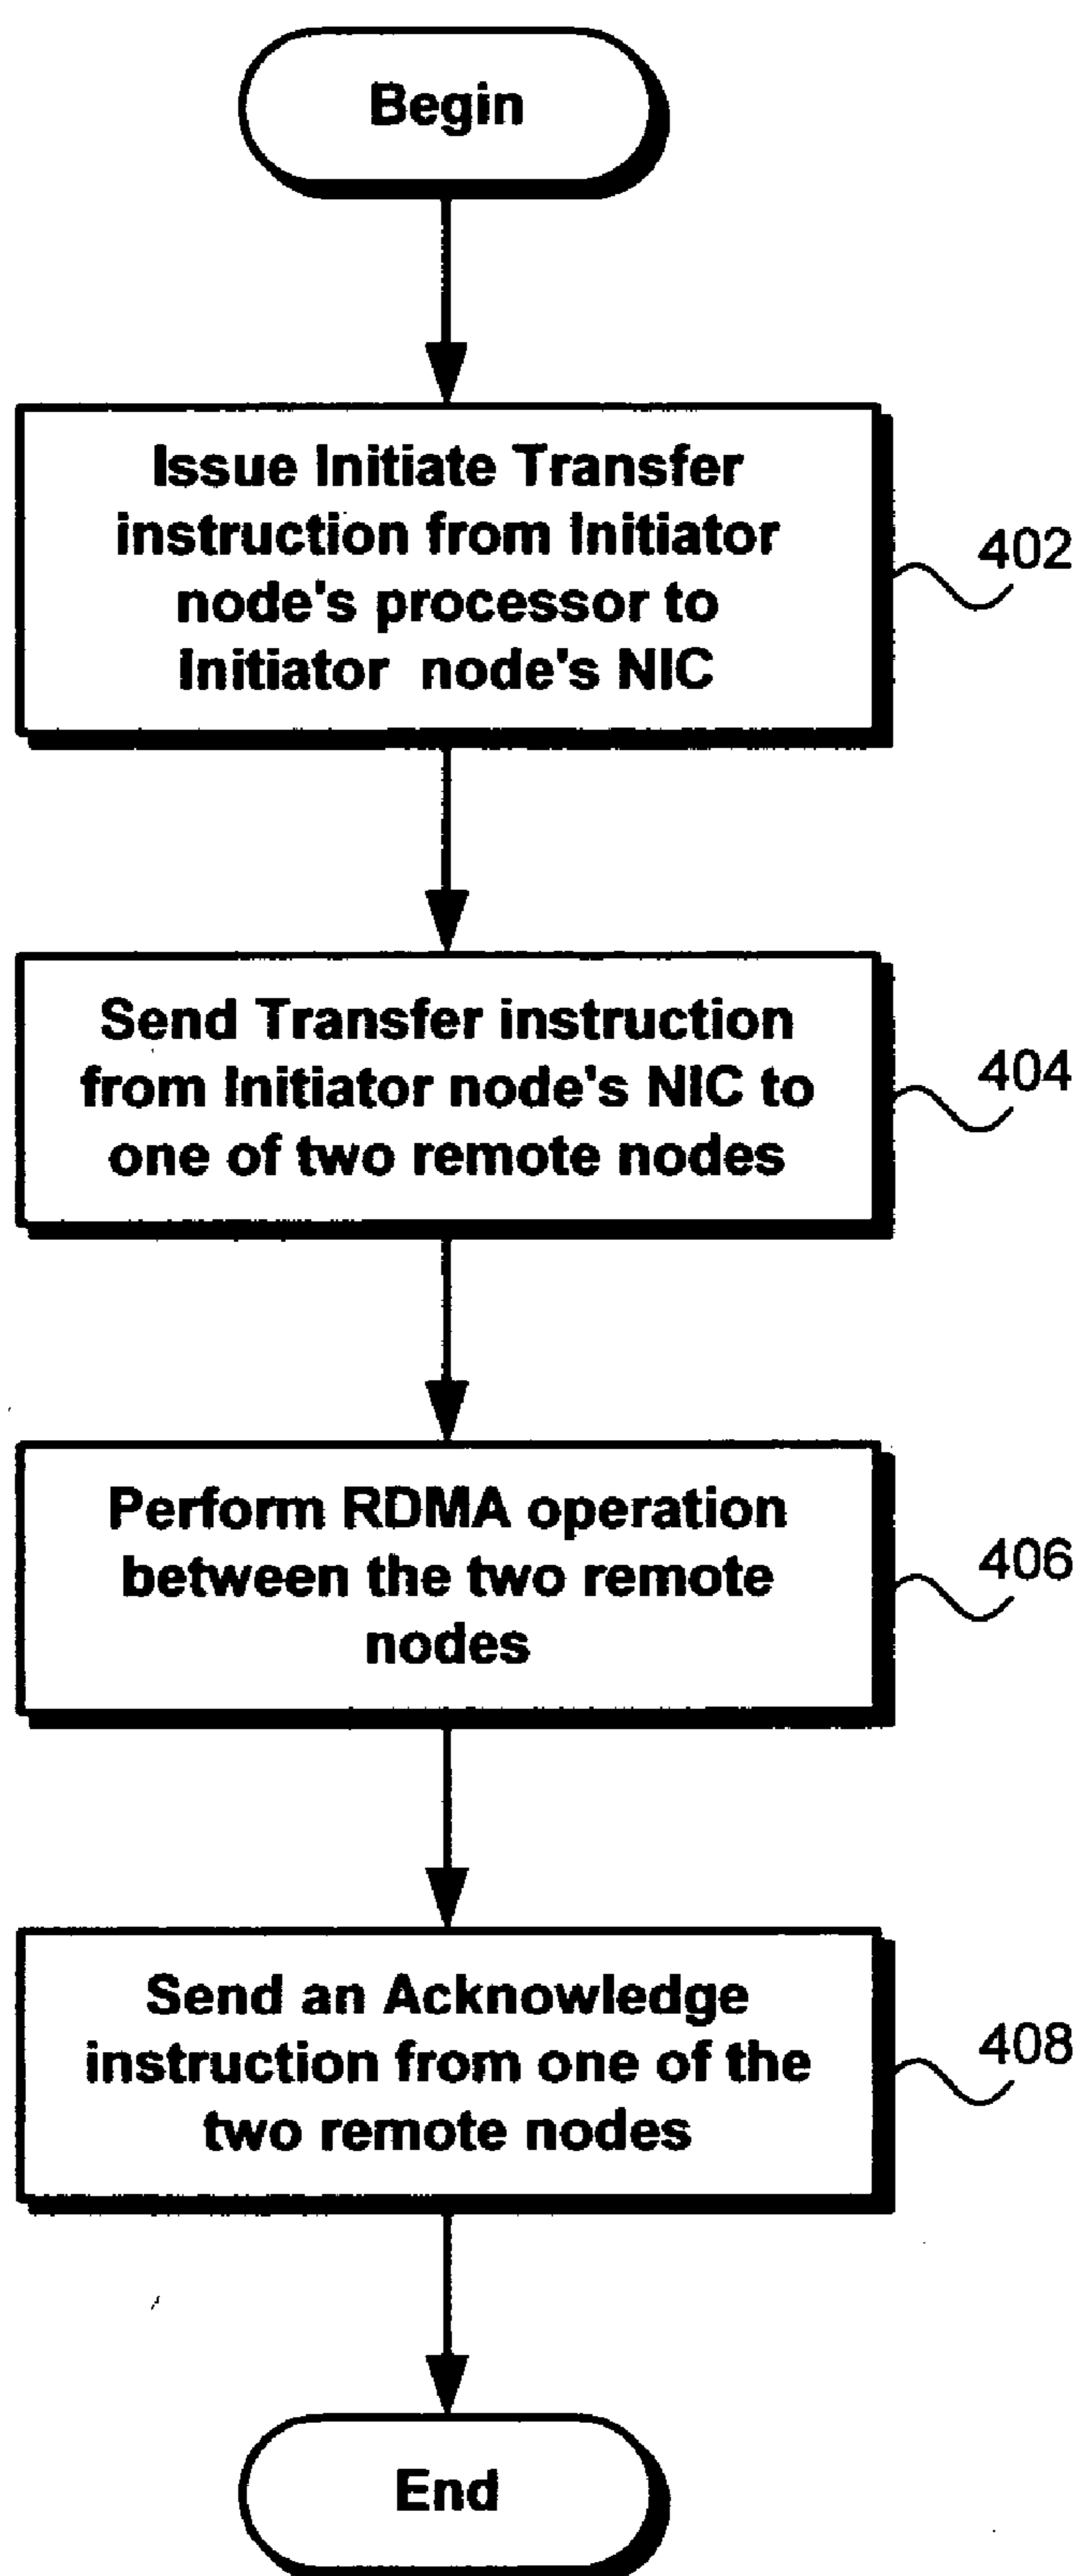 Begin
Issue Initiate Transfer
instruction from Initiator
node's processor to
Initiator node's NIC
402
Send Transfer instruction
from Initiator node's NIC to
one of two remote nodes
404
Perform RDMA operation
between the two remote
nodes
406
Send an Acknowledge
instruction from one of the
two remote nodes
408
End